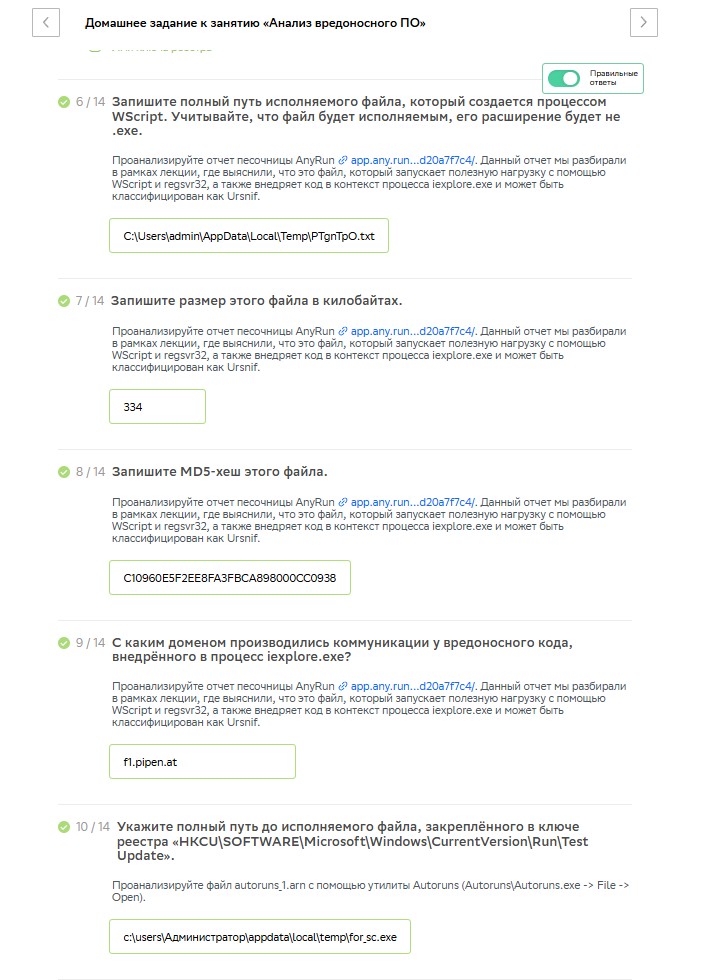 Домашнее задание к занятию «Анализ вредоносного ПО»
Правильные
ответы
6 / 14 Запишите полный путь исполняемого файла, который создается процессом
WScript. Учитывайте, что файл будет исполняемым, его расширение будет не
.exe.
Проанализируйте отчет песочницы AnyRun app.any.run...d20a7f7c4/. Данный отчет мы разбирали
в рамках лекции, где выяснили, что это файл, который запускает полезную нагрузку с помощью
WScript и regsvr32, а также внедряет код в контекст процесса iexplore.exe и может быть
классифицирован как Ursnif.
C:\Users\admin\AppData\Local\Temp\PTgnTpO.txt
7 / 14 Запишите размер этого файла в килобайтах.
Проанализируйте отчет песочницы AnyRun app.any.run...d20a7f7c4/. Данный отчет мы разбирали
в рамках лекции, где выяснили, что это файл, который запускает полезную нагрузку с помощью
WScript и regsvr32, а также внедряет код в контекст процесса iexplore.exe и может быть
классифицирован как Ursnif.
334
8 / 14 Запишите MD5-хеш этого файла.
Проанализируйте отчет песочницы AnyRun app.any.run...d20a7f7c4/. Данный отчет мы разбирали
в рамках лекции, где выяснили, что это файл, который запускает полезную нагрузку с помощью
WScript и regsvr32, а также внедряет код в контекст процесса iexplore.exe и может быть
классифицирован как Ursnif.
C10960E5F2EE8FA3FBCA898000CC0938
9 / 14 С каким доменом производились коммуникации у вредоносного кода,
внедрённого в процесс iexplore.exe?
Проанализируйте отчет песочницы AnyRun app.any.run...d20a7f7c4/. Данный отчет мы разбирали
в рамках лекции, где выяснили, что это файл, который запускает полезную нагрузку с помощью
WScript и regsvr32, а также внедряет код в контекст процесса iexplore.exe и может быть
классифицирован как Ursnif.
f1.pipen.at
10 / 14 Укажите полный путь до исполняемого файла, закреплённого в ключе
реестра «HKCU\SOFTWARE\Microsoft\Windows\CurrentVersion\Run\Test
Update».
Проанализируйте файл autoruns_1.arn с помощью утилиты Autoruns (Autoruns\Autoruns.exe -> File ->
Open).
c:\users\Администратор\appdata\local\temp\for_sc.exe